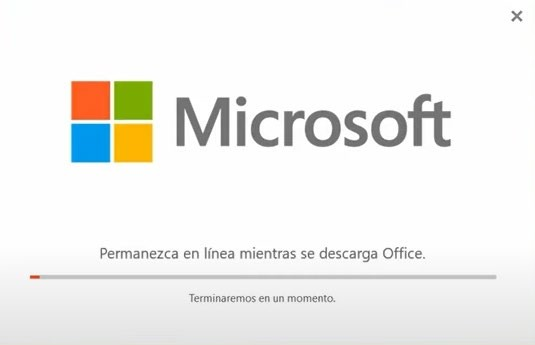 Microsoft
Permanezca en línea mientras se descarga Office.
Terminaremos en un momento.